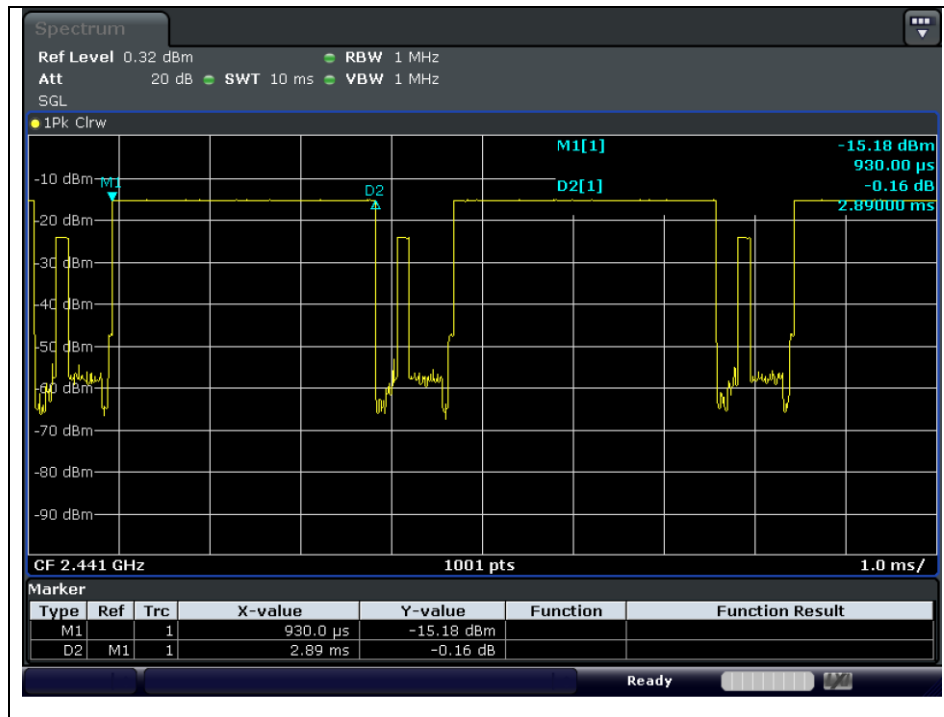 Spectrum
Ref Level 0.32 dBm RBW 1 MHz
Att 20 dB SWT 10 ms VBW 1 MHz
SGL
1Pk Clrw
M1[1] -15.18 dBm
930.00 µs
D2[1] -0.16 dB
2.89000 ms
M1
D2
-10 dBm
-20 dBm
-30 dBm
-40 dBm
-50 dBm
-60 dBm
-70 dBm
-80 dBm
-90 dBm
CF 2.441 GHz 1001 pts 1.0 ms/
Marker
Type Ref Trc X-value Y-value Function Function Result
M1 1 930.0 µs -15.18 dBm
D2 M1 1 2.89 ms -0.16 dB
Ready